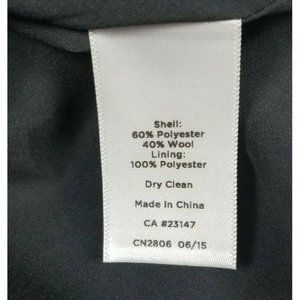 Shell:
60% Polyester
40% Wool
Lining:
100% Polyester
Dry Clean
Made in China
CA #23147
CN2806 06/15